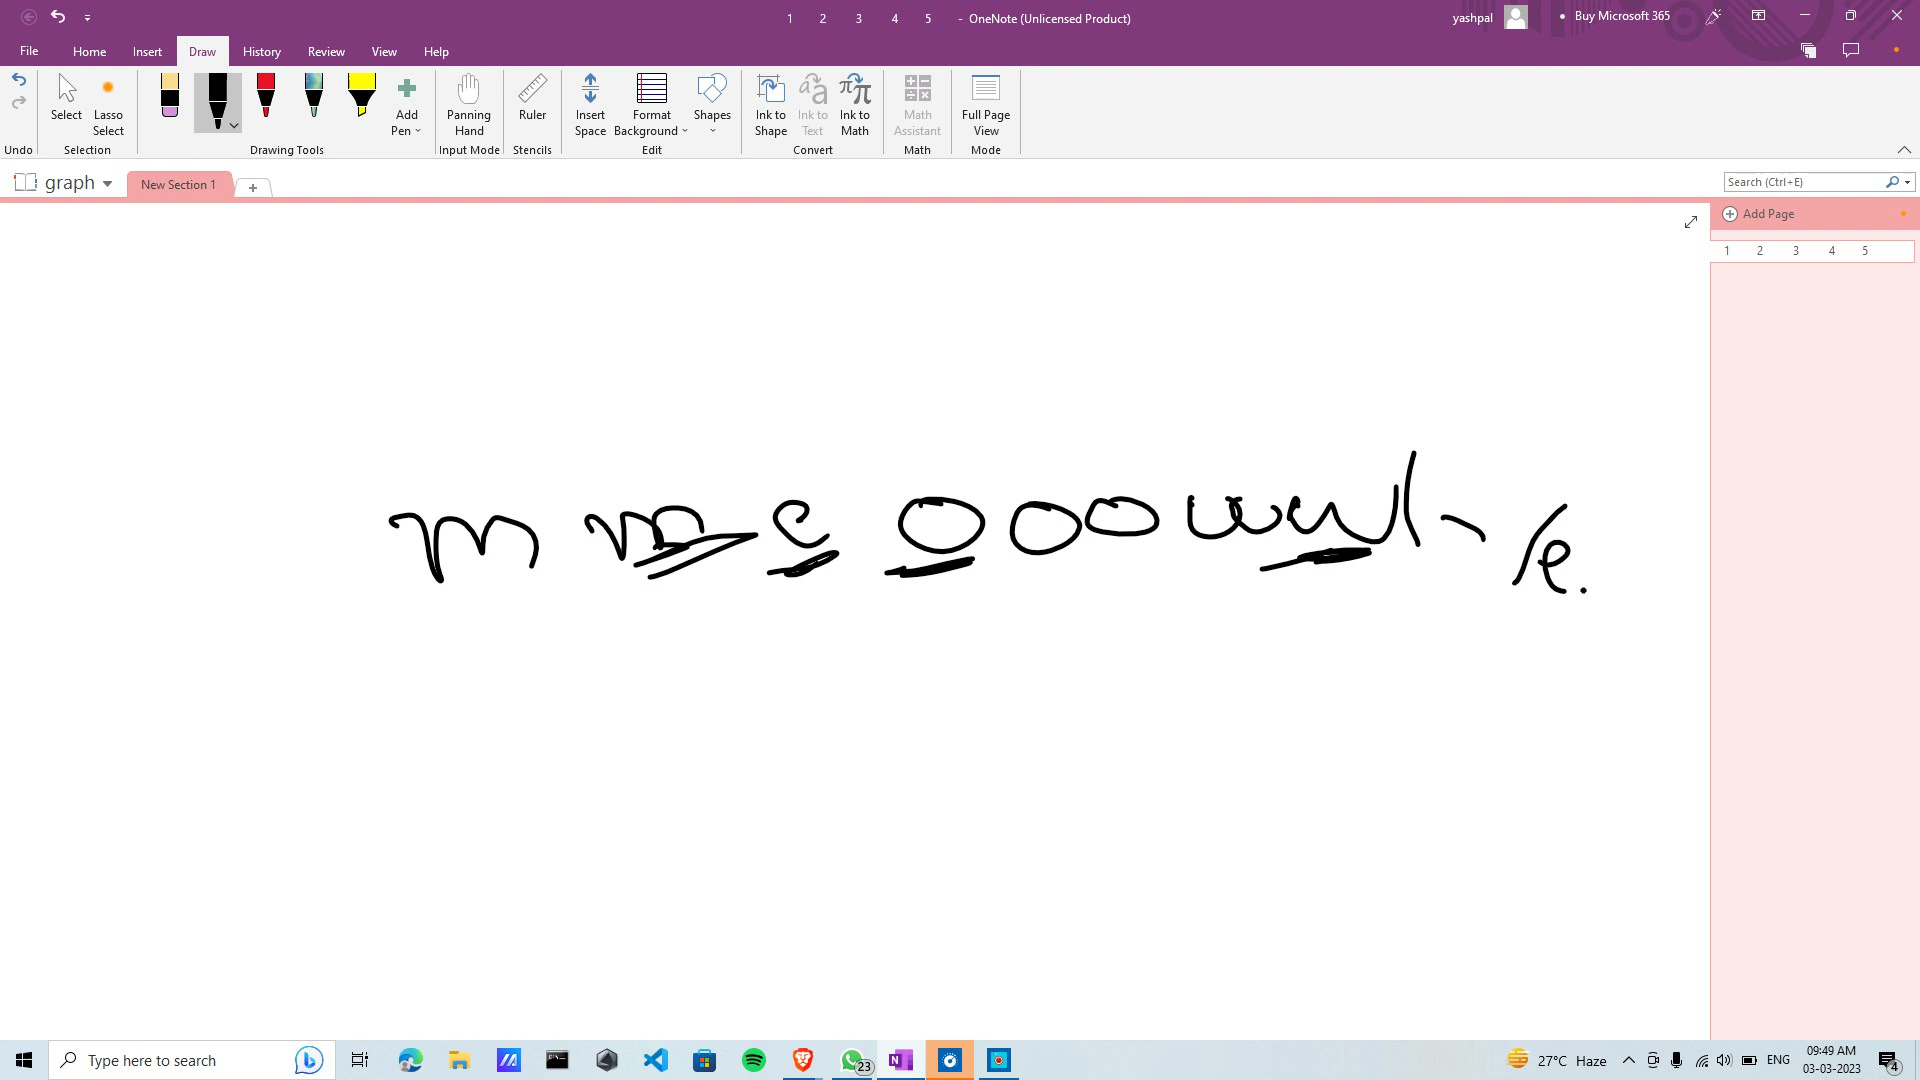 1 2 3 4 5 - OneNote (Unlicensed Product)
yashpal
Buy Microsoft 365
File Home Insert Draw History Review View Help
Undo
Select
Lasso Select
Selection
Drawing Tools
Add Pen
Panning Hand
Input Mode
Ruler
Stencils
Insert Space
Format Background
Shapes
Edit
Ink to Shape
Ink to Text
Ink to Math
Convert
Math Assistant
Math
Full Page View
Mode
graph
New Section 1
Search (Ctrl+E)
Add Page
1 2 3 4 5
Type here to search
23
27°C Haze
ENG
09:49 AM
03-03-2023
4